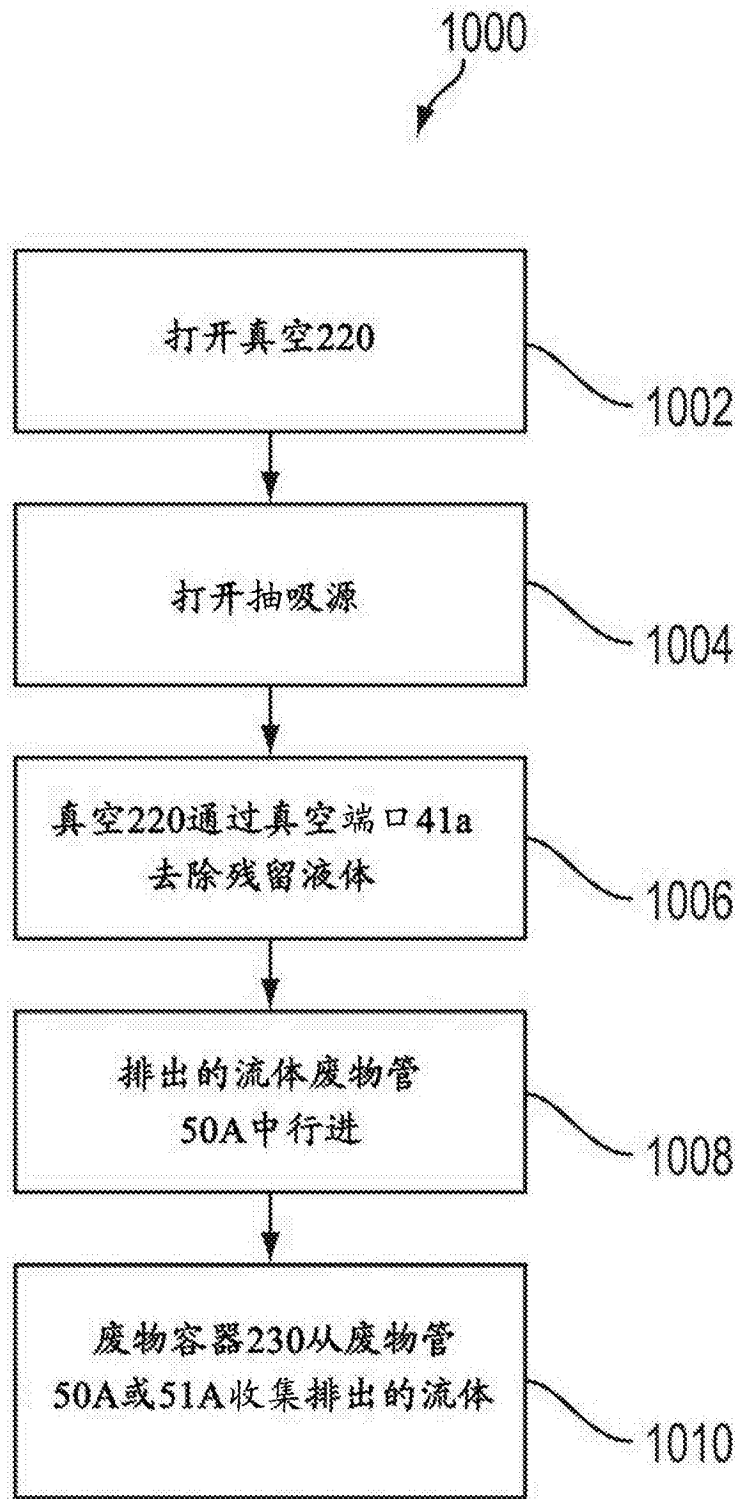 1000
打开真空220
1002
打开抽吸源
1004
真空220通过真空端口41a
去除残留液体
1006
排出的流体废物管
50A中行进
1008
废物容器230从废物管
50A或51A收集排出的流体
1010